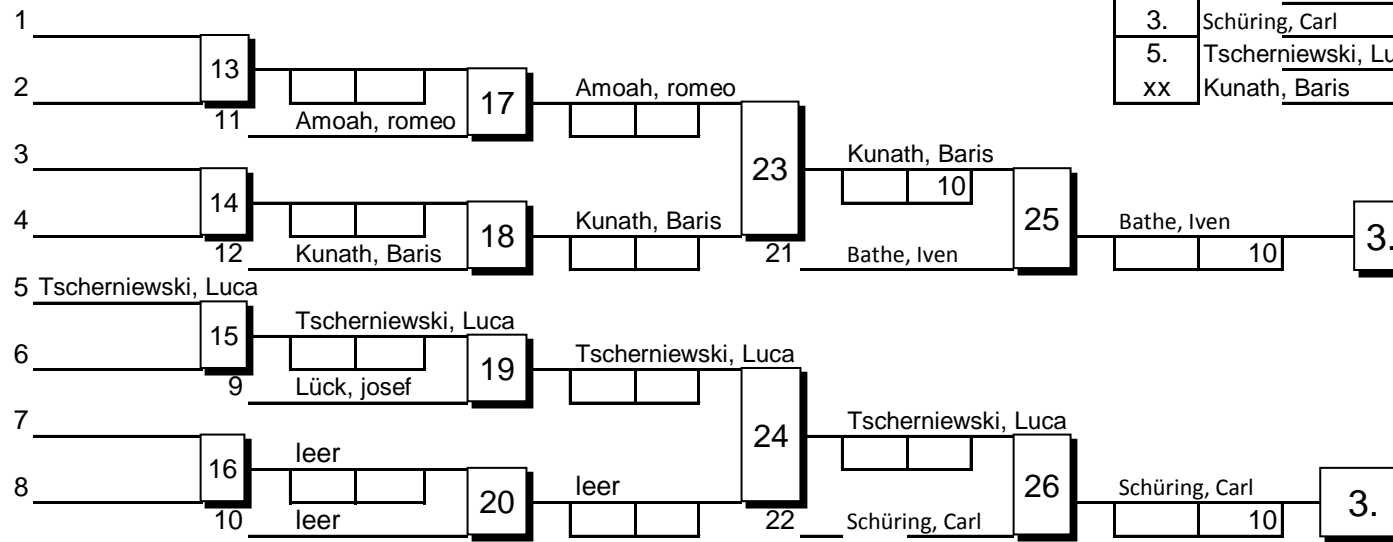 1
3. Schüring, Carl
13
5. Tscherniewski, Lu
2
17
Amoah, romeo
xx Kunath, Baris
11 Amoah, romeo
3
23
Kunath, Baris
10
14
4
18
Kunath, Baris
25
Bathe, Iven
3.
12 Kunath, Baris
21 Bathe, Iven
10
5 Tscherniewski, Luca
15
Tscherniewski, Luca
6
19
Tscherniewski, Luca
9 Lück, josef
7
24
Tscherniewski, Luca
16
leer
8
20
leer
26
Schüring, Carl
3.
10 leer
22 Schüring, Carl
10